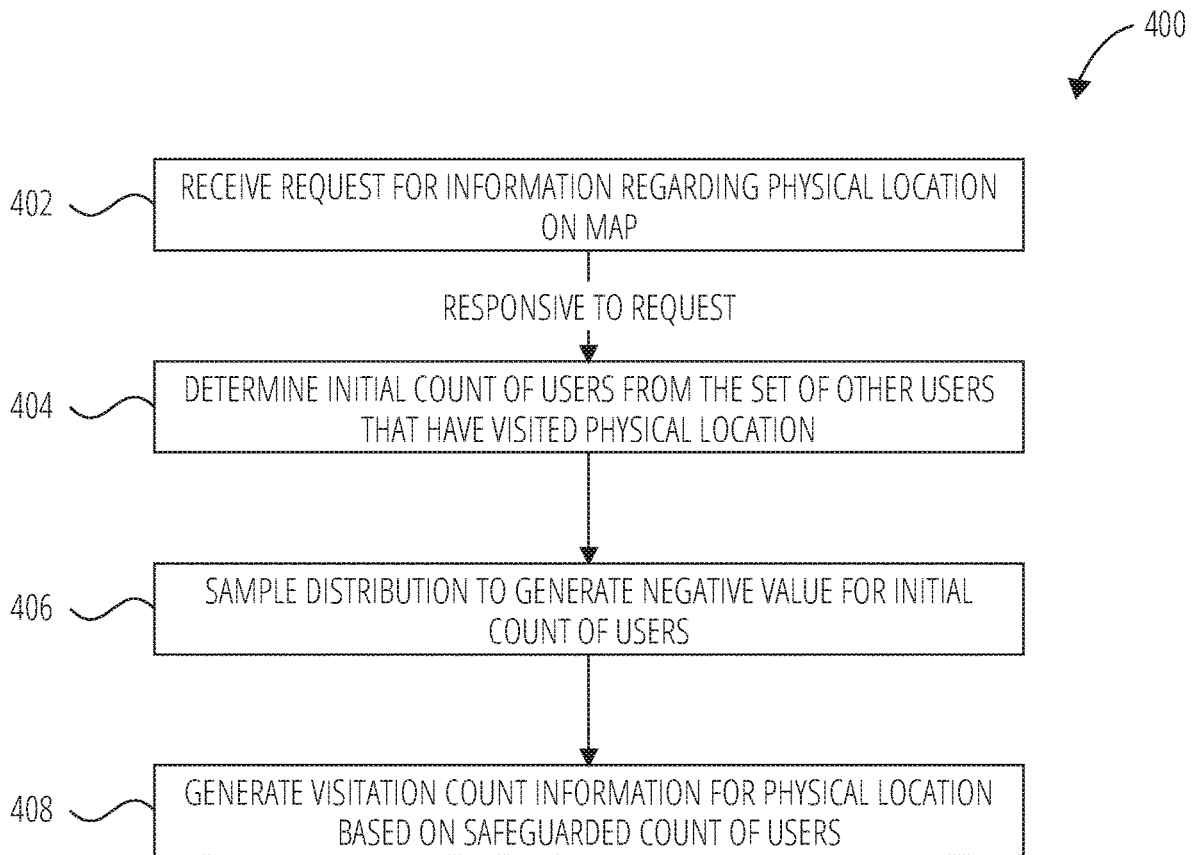 400
402
RECEIVE REQUEST FOR INFORMATION REGARDING PHYSICAL LOCATION
ON MAP
RESPONSIVE TO REQUEST
404
DETERMINE INITIAL COUNT OF USERS FROM THE SET OF OTHER USERS
THAT HAVE VISITED PHYSICAL LOCATION
406
SAMPLE DISTRIBUTION TO GENERATE NEGATIVE VALUE FOR INITIAL
COUNT OF USERS
408
GENERATE VISITATION COUNT INFORMATION FOR PHYSICAL LOCATION
BASED ON SAFEGUARDED COUNT OF USERS